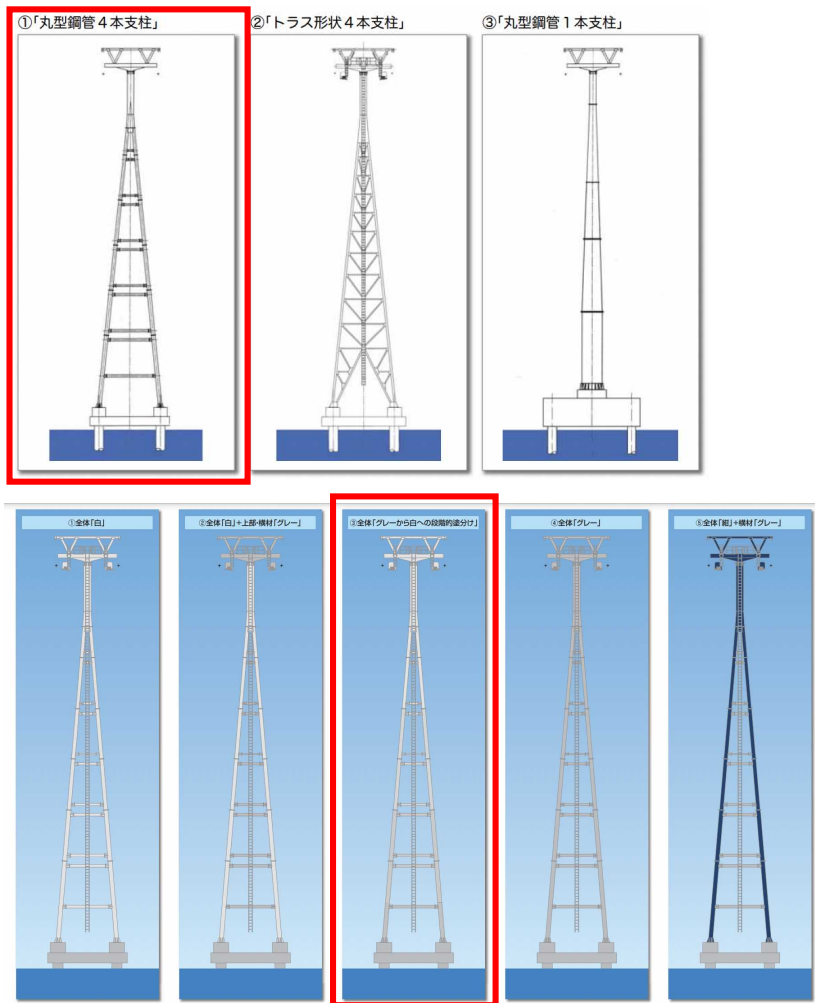 ①「丸型鋼管4本支柱」
②「トラス形状4本支柱」
③「丸型鋼管1本支柱」
①全体「白」
②全体「白」+上部・横材「グレー」
③全体「グレーから白への段階的塗分け」
④全体「グレー」
⑤全体「紺」+横材「グレー」